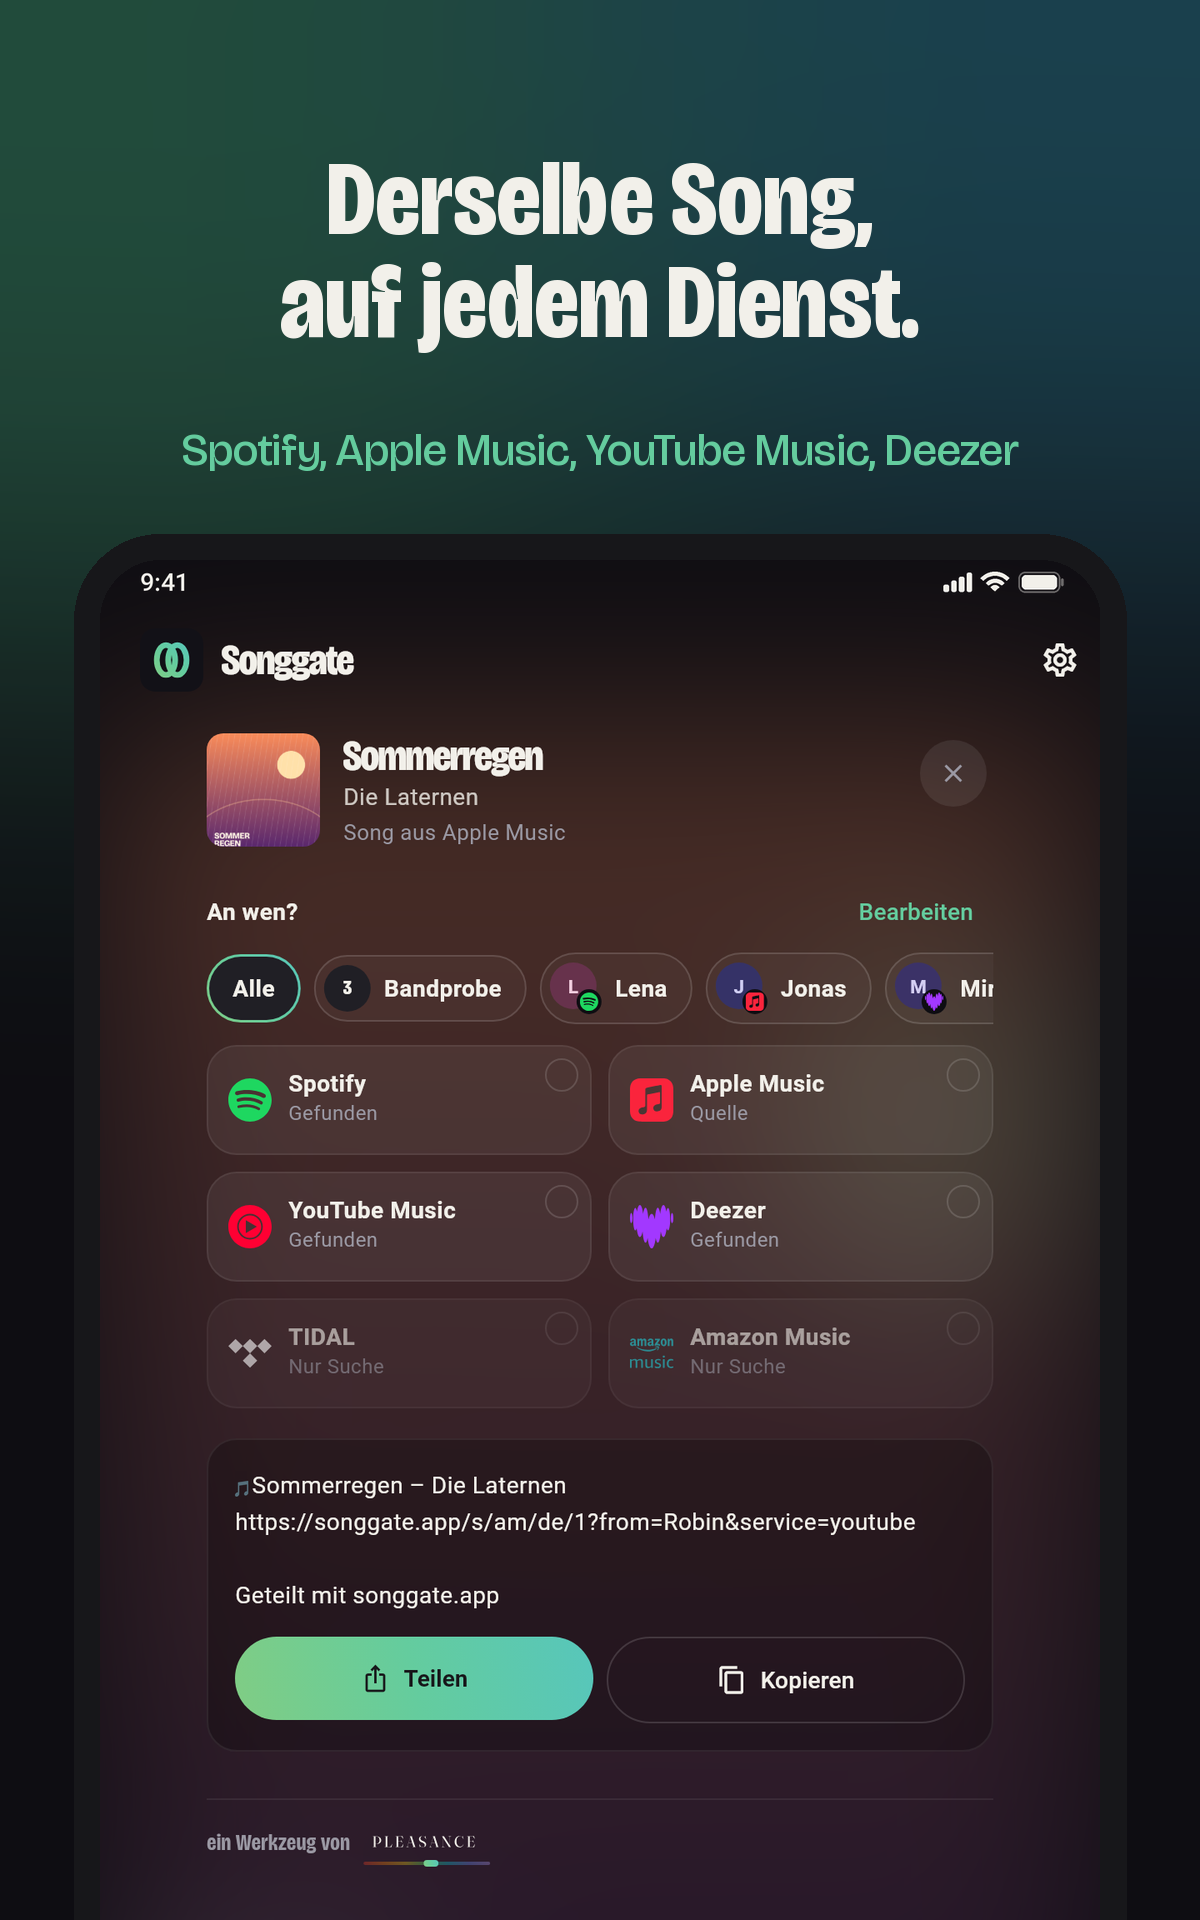 Derselbe Song,
auf jedem Dienst.
Spotify, Apple Music, YouTube Music, Deezer
9:41
Songgate
SOMMER
REGEN
Sommerregen
Die Laternen
Song aus Apple Music
An wen?
Bearbeiten
Alle
3 Bandprobe
L Lena
J Jonas
M Mir
Spotify
Gefunden
Apple Music
Quelle
YouTube Music
Gefunden
Deezer
Gefunden
TIDAL
Nur Suche
amazon
music
Amazon Music
Nur Suche
🎵Sommerregen – Die Laternen
https://songgate.app/s/am/de/1?from=Robin&service=youtube
Geteilt mit songgate.app
Teilen
Kopieren
ein Werkzeug von PLEASANCE